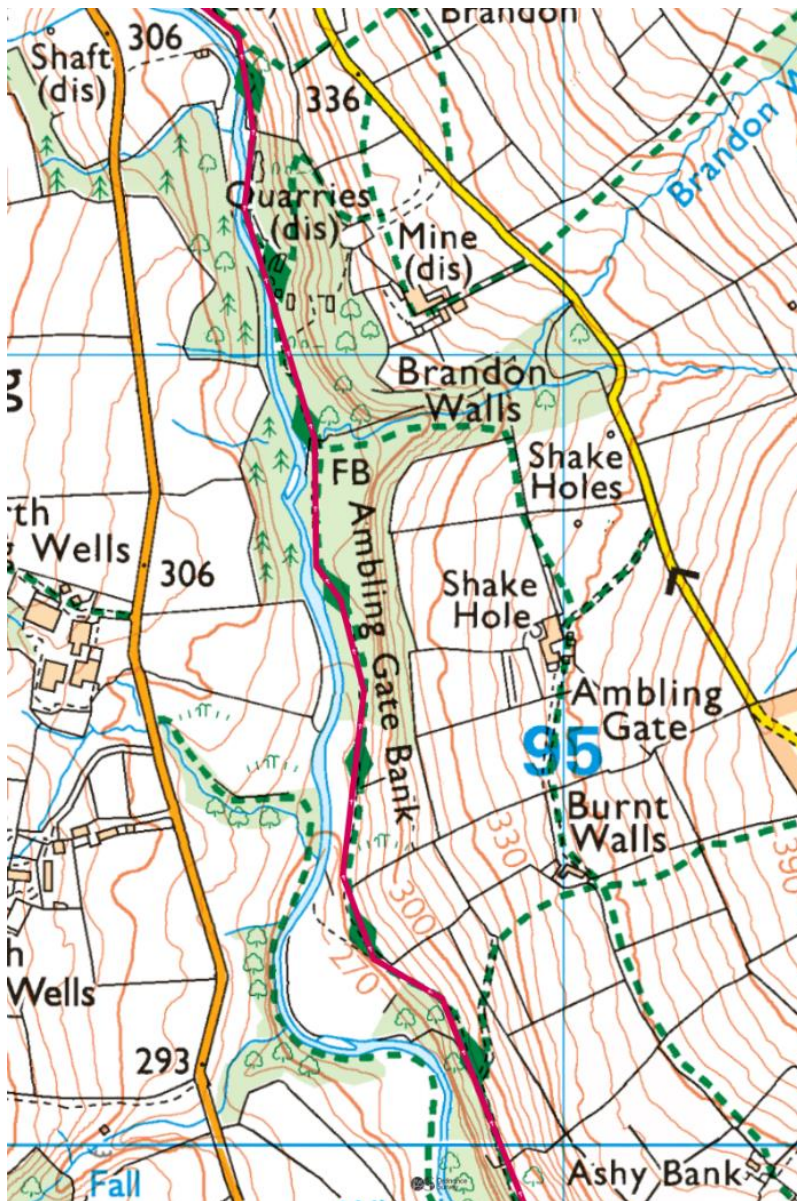 Brandon
306
Shaft
(dis)
336
Brandon W
Quarries
(dis)
Mine
(dis)
Brandon
Walls
g
FB
Shake
Holes
rth
Wells
306
Ambling Gate Bank
Shake
Hole
Ambling
Gate
95
Burnt
Walls
330
390
300
270
h
Wells
293
Ashy Bank
Fall